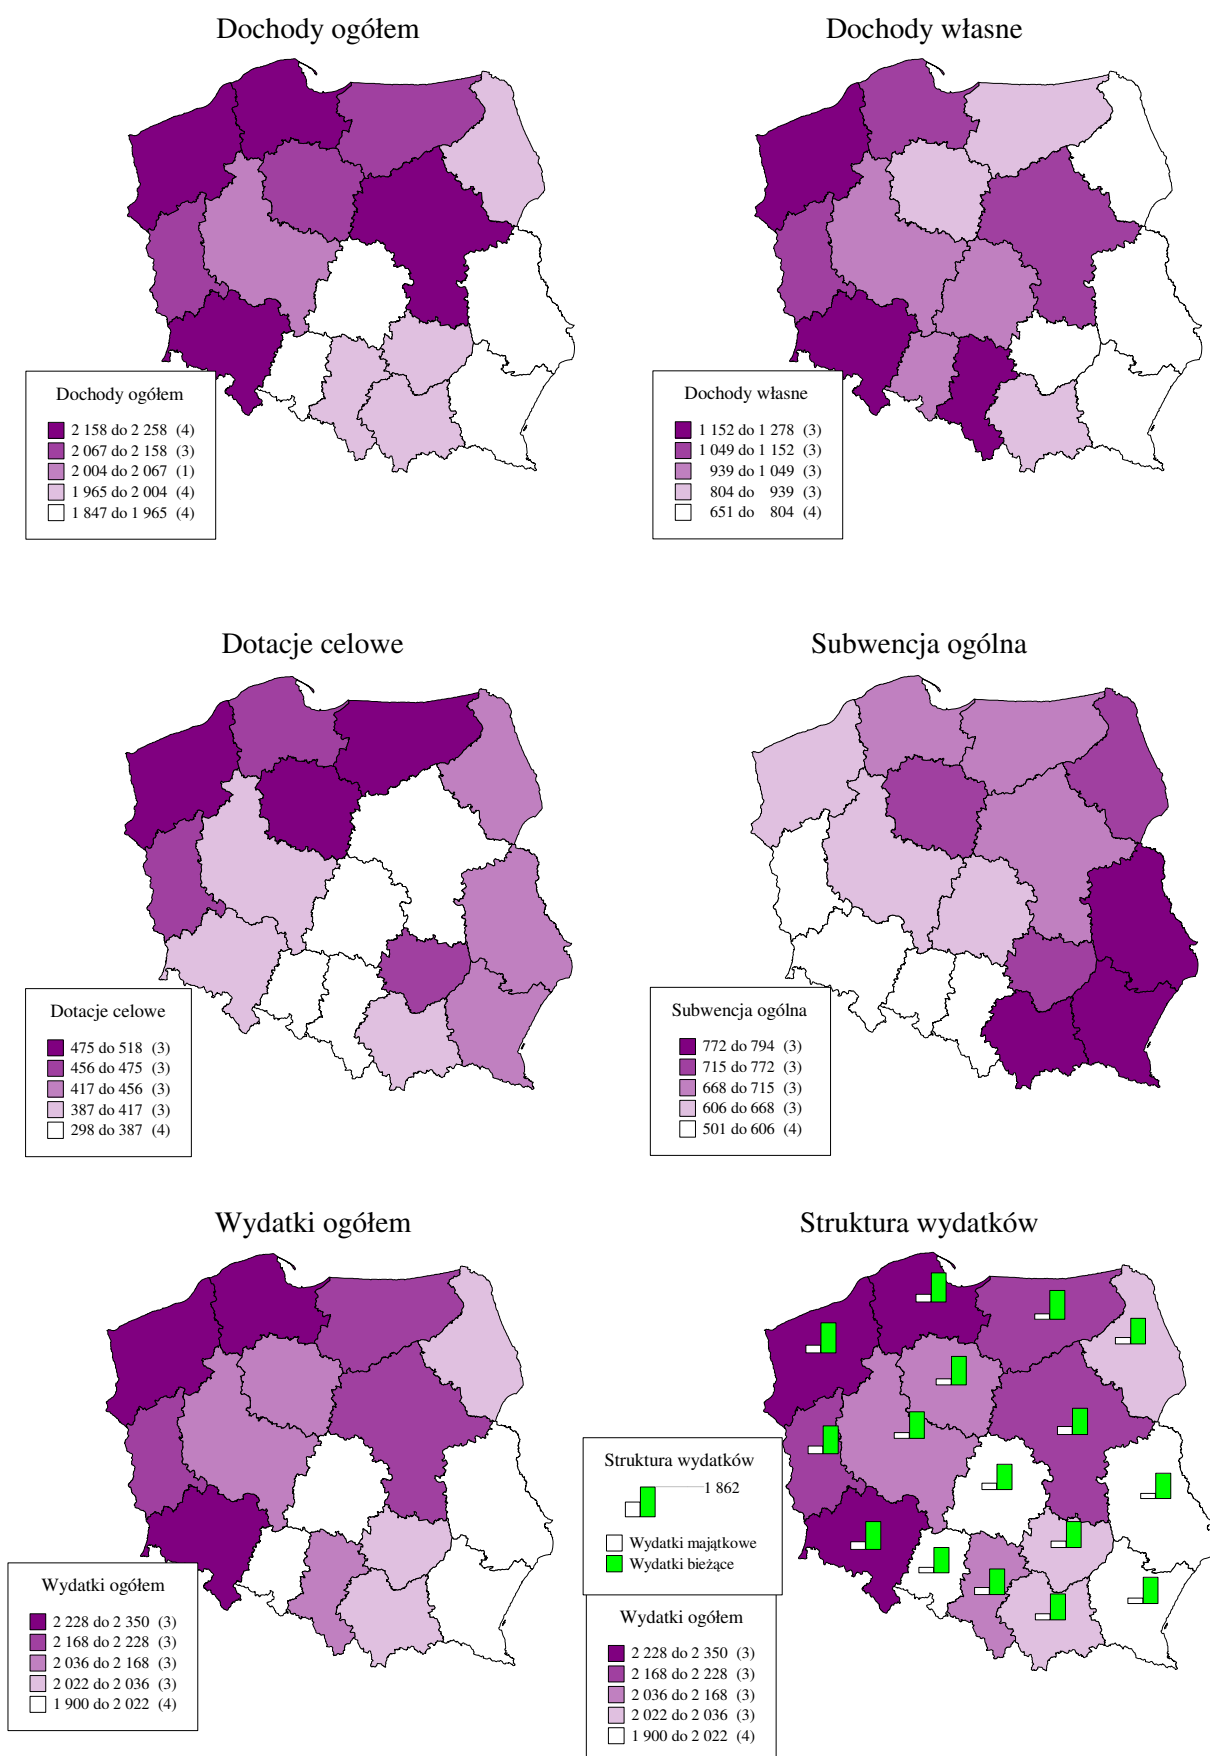 Dochody ogółem
Dochody własne
Dochody ogółem
2 158 do 2 258 (4)
2 067 do 2 158 (3)
2 004 do 2 067 (1)
1 965 do 2 004 (4)
1 847 do 1 965 (4)
Dochody własne
1 152 do 1 278 (3)
1 049 do 1 152 (3)
939 do 1 049 (3)
804 do 939 (3)
651 do 804 (4)
Dotacje celowe
Subwencja ogólna
Dotacje celowe
475 do 518 (3)
456 do 475 (3)
417 do 456 (3)
387 do 417 (3)
298 do 387 (4)
Subwencja ogólna
772 do 794 (3)
715 do 772 (3)
668 do 715 (3)
606 do 668 (3)
501 do 606 (4)
Wydatki ogółem
Struktura wydatków
Wydatki ogółem
2 228 do 2 350 (3)
2 168 do 2 228 (3)
2 036 do 2 168 (3)
2 022 do 2 036 (3)
1 900 do 2 022 (4)
Struktura wydatków
1 862
Wydatki majątkowe
Wydatki bieżące
Wydatki ogółem
2 228 do 2 350 (3)
2 168 do 2 228 (3)
2 036 do 2 168 (3)
2 022 do 2 036 (3)
1 900 do 2 022 (4)